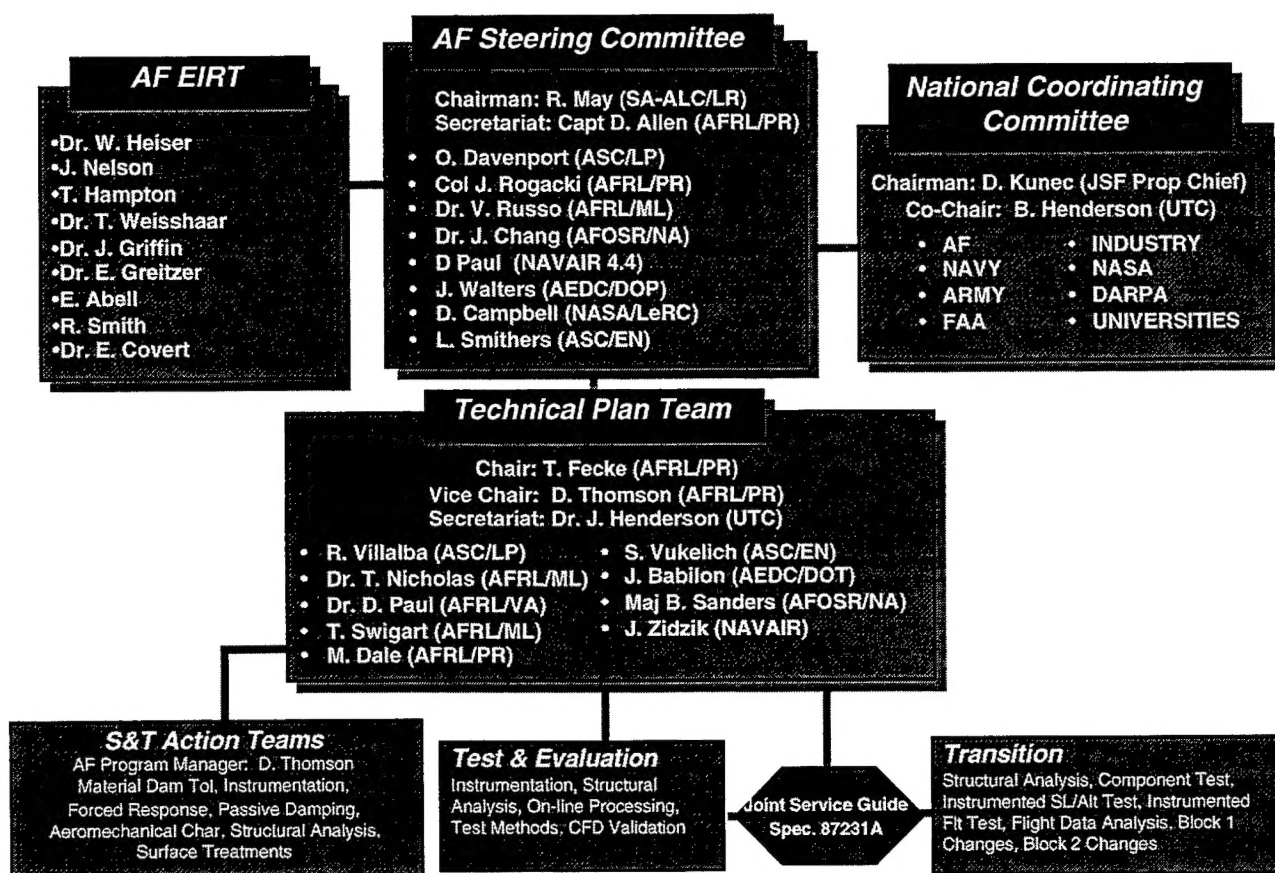 AF EIRT
•Dr. W. Heiser
•J. Nelson
•T. Hampton
•Dr. T. Weisshaar
•Dr. J. Griffin
•Dr. E. Greitzer
•E. Abell
•R. Smith
•Dr. E. Covert
AF Steering Committee
Chairman: R. May (SA-ALC/LR)
Secretariat: Capt D. Allen (AFRL/PR)
• O. Davenport (ASC/LP)
• Col J. Rogacki (AFRL/PR)
• Dr. V. Russo (AFRL/ML)
• Dr. J. Chang (AFOSR/NA)
• D Paul (NAVAIR 4.4)
• J. Walters (AEDC/DOP)
• D. Campbell (NASA/LeRC)
• L. Smithers (ASC/EN)
National Coordinating
Committee
Chairman: D. Kunec (JSF Prop Chief)
Co-Chair: B. Henderson (UTC)
• AF
• NAVY
• ARMY
• FAA
• INDUSTRY
• NASA
• DARPA
• UNIVERSITIES
Technical Plan Team
Chair: T. Fecke (AFRL/PR)
Vice Chair: D. Thomson (AFRL/PR)
Secretariat: Dr. J. Henderson (UTC)
• R. Villalba (ASC/LP)
• Dr. T. Nicholas (AFRL/ML)
• Dr. D. Paul (AFRL/VA)
• T. Swigart (AFRL/ML)
• M. Dale (AFRL/PR)
• S. Vukelich (ASC/EN)
• J. Babilon (AEDC/DOT)
• Maj B. Sanders (AFOSR/NA)
• J. Zidzik (NAVAIR)
S&T Action Teams
AF Program Manager: D. Thomson
Material Dam Tol, Instrumentation,
Forced Response, Passive Damping,
Aeromechanical Char, Structural Analysis,
Surface Treatments
Test & Evaluation
Instrumentation, Structural
Analysis, On-line Processing,
Test Methods, CFD Validation
Joint Service Guide
Spec. 87231A
Transition
Structural Analysis, Component Test,
Instrumented SL/Alt Test, Instrumented
Flt Test, Flight Data Analysis, Block 1
Changes, Block 2 Changes